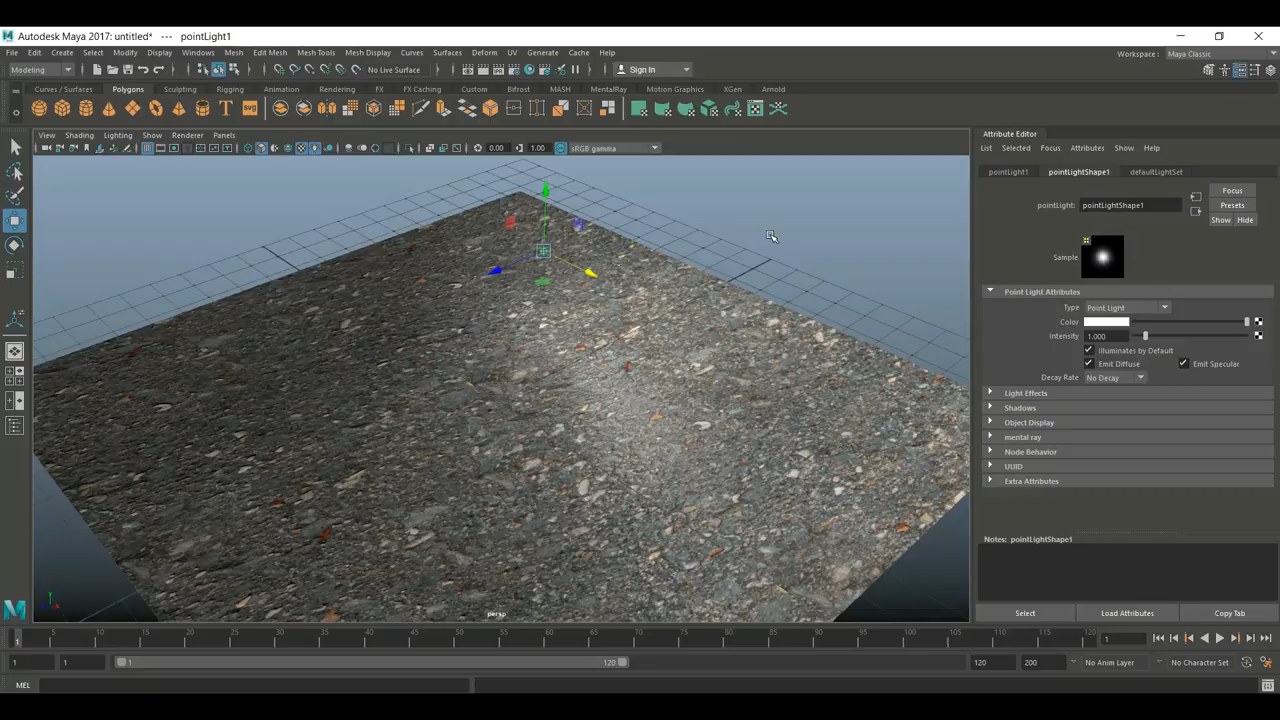 Autodesk Maya 2017: untitled* --- pointLight1
File Edit Create Select Modify Display Windows Mesh Edit Mesh Mesh Tools Mesh Display Curves Surfaces Deform UV Generate Cache Help
Workspace : Maya Classic
Modeling No Live Surface Sign In
Curves / Surfaces Polygons Sculpting Rigging Animation Rendering FX FX Caching Custom Bifrost MASH MentalRay Motion Graphics XGen Arnold
T SVG
View Shading Lighting Show Renderer Panels
0.00 1.00 sRGB gamma
persp
Attribute Editor
List Selected Focus Attributes Show Help
pointLight1 pointLightShape1 defaultLightSet
Focus
pointLight: pointLightShape1 Presets
Show Hide
Sample
Point Light Attributes
Type Point Light
Color
Intensity 1.000
Illuminates by Default
Emit Diffuse Emit Specular
Decay Rate No Decay
Light Effects
Shadows
Object Display
mental ray
Node Behavior
UUID
Extra Attributes
Notes: pointLightShape1
Select Load Attributes Copy Tab
1 5 10 15 20 25 30 35 40 45 50 55 60 65 70 75 80 85 90 95 100 105 110 115 120 1
1 1 1 120 120 200 No Anim Layer No Character Set
MEL